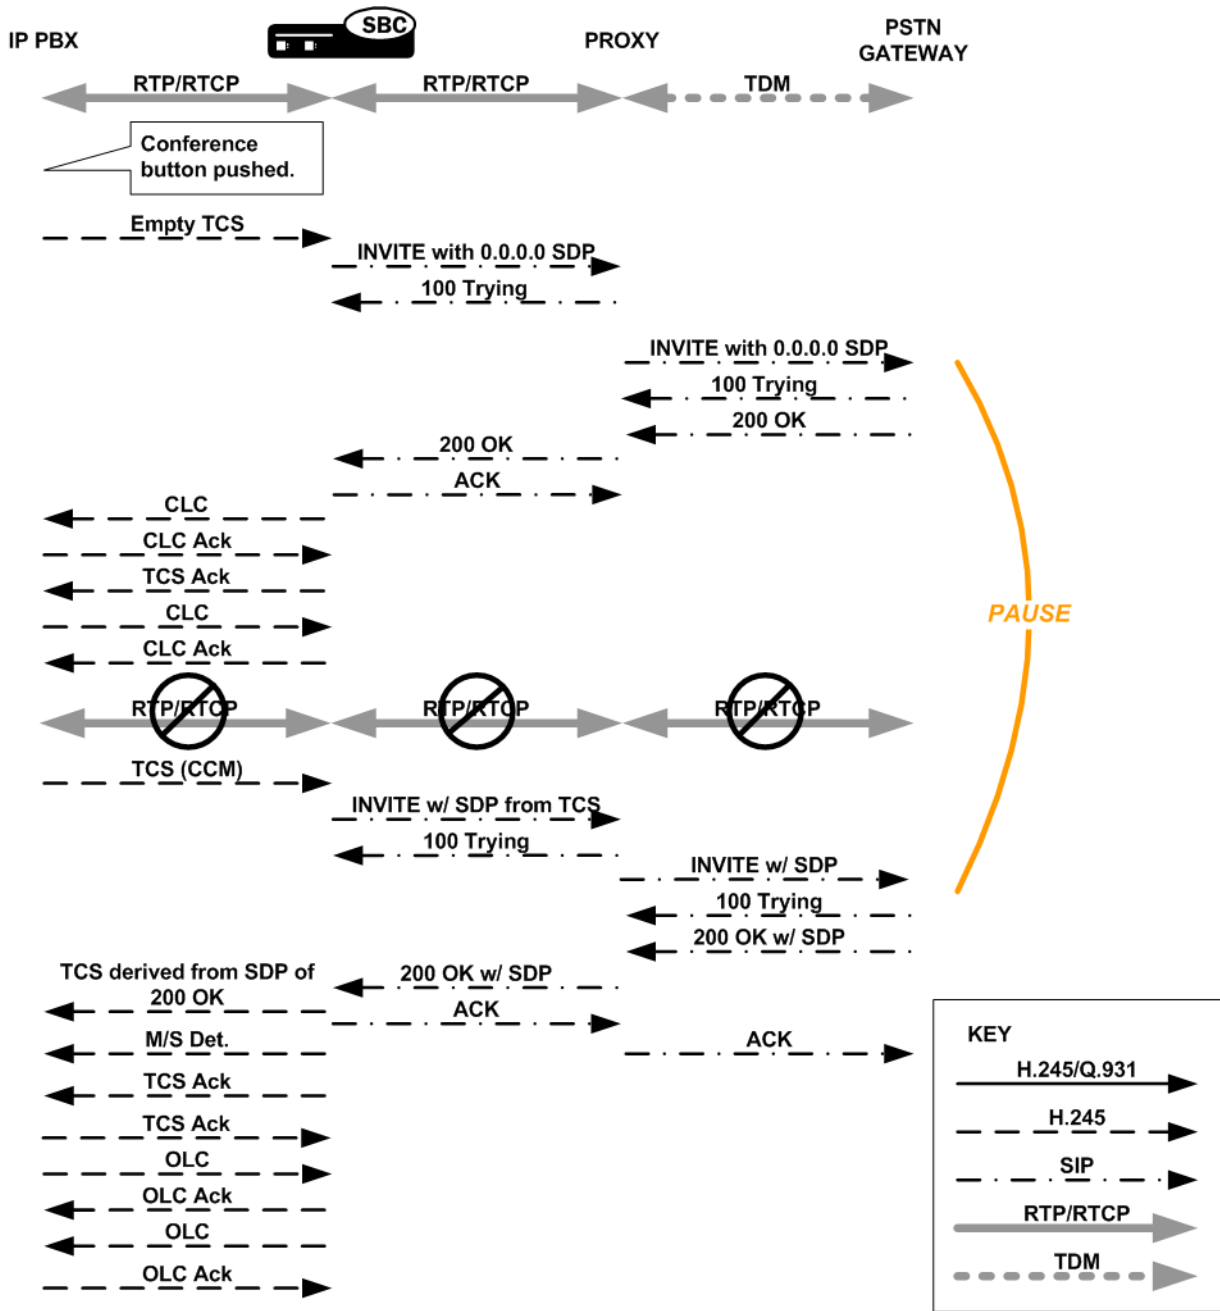 IP PBX
SBC
PROXY
PSTN
GATEWAY
RTP/RTCP
RTP/RTCP
TDM
Conference
button pushed.
Empty TCS
INVITE with 0.0.0.0 SDP
100 Trying
INVITE with 0.0.0.0 SDP
100 Trying
200 OK
200 OK
ACK
CLC
CLC Ack
TCS Ack
CLC
CLC Ack
PAUSE
RTP/RTCP
RTP/RTCP
RTP/RTCP
TCS (CCM)
INVITE w/ SDP from TCS
100 Trying
INVITE w/ SDP
100 Trying
200 OK w/ SDP
200 OK w/ SDP
TCS derived from SDP of
200 OK
ACK
M/S Det.
ACK
TCS Ack
TCS Ack
OLC
OLC Ack
OLC
OLC Ack
KEY
H.245/Q.931
H.245
SIP
RTP/RTCP
TDM